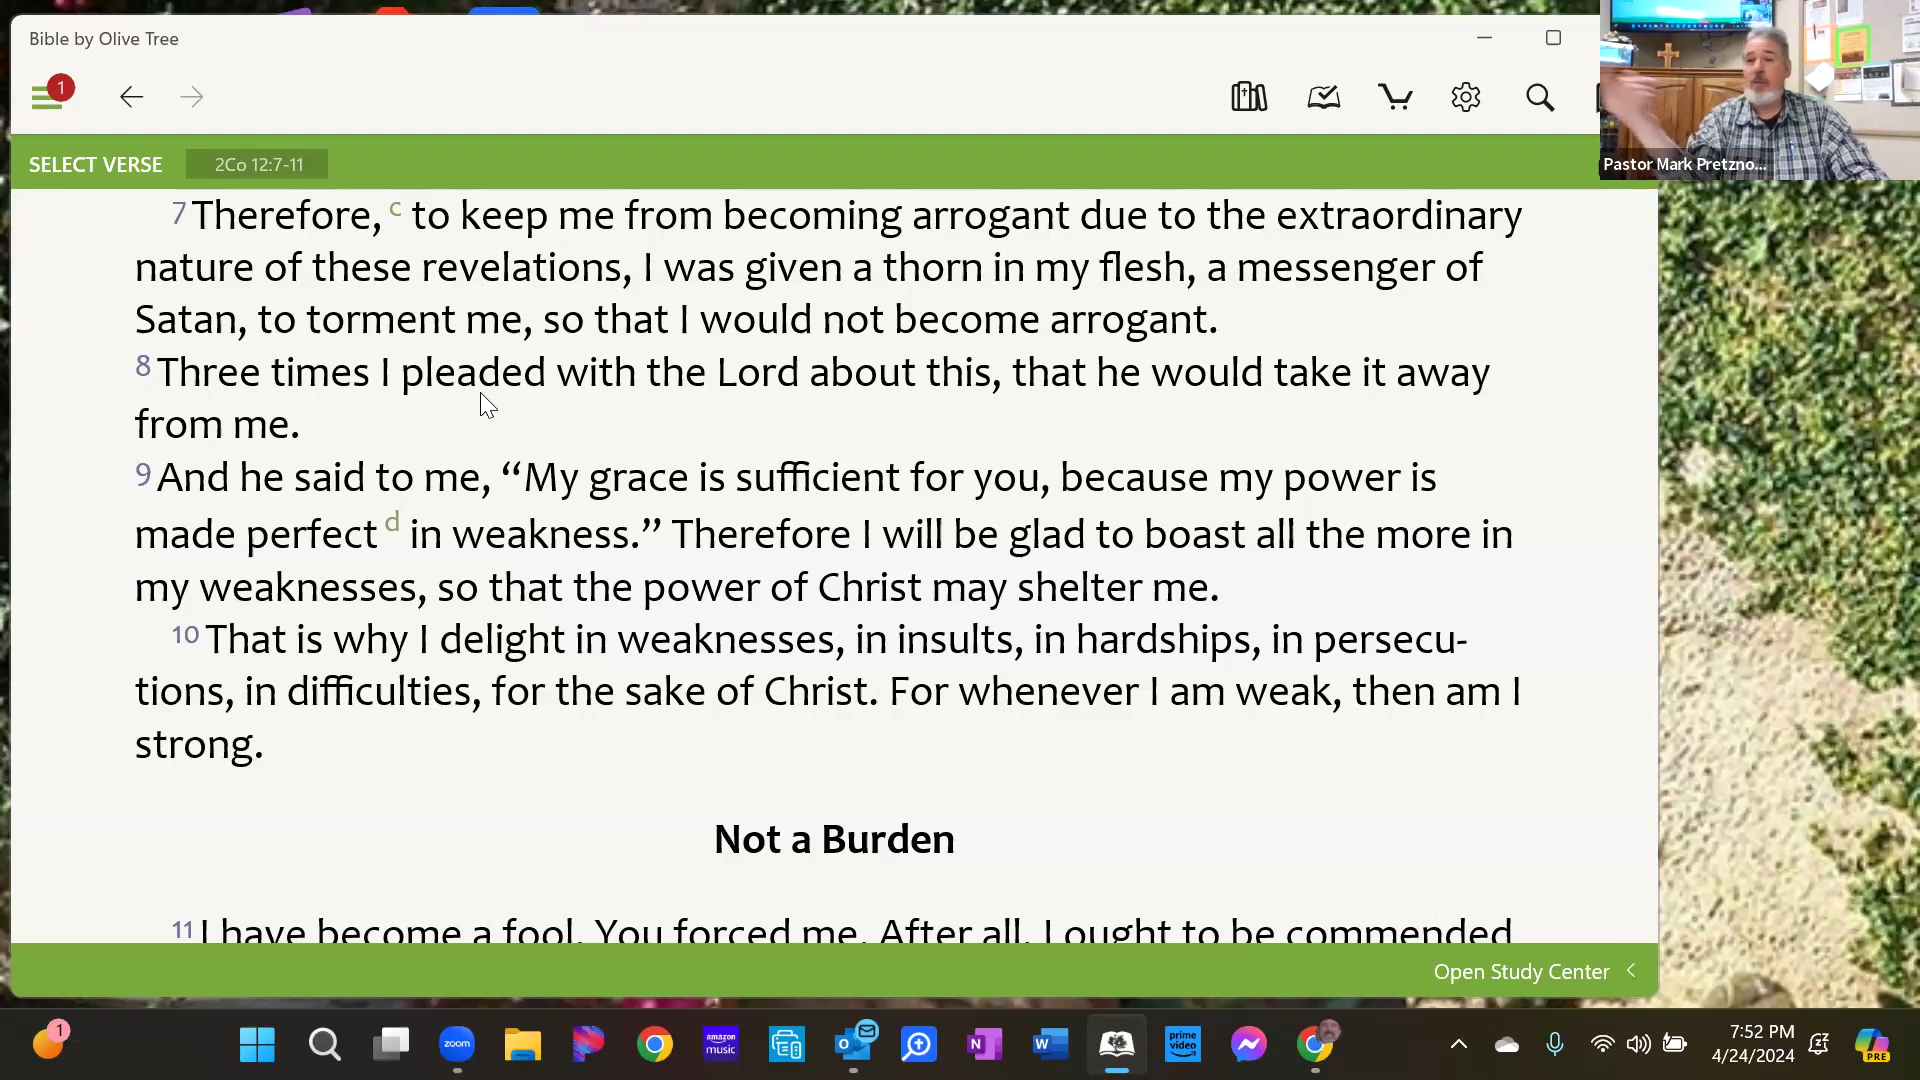 Bible by Olive Tree
1
SELECT VERSE
2Co 12:7-11
Pastor Mark Pretzno...
7 Therefore, c to keep me from becoming arrogant due to the extraordinary
nature of these revelations, I was given a thorn in my flesh, a messenger of
Satan, to torment me, so that I would not become arrogant.
8 Three times I pleaded with the Lord about this, that he would take it away
from me.
9 And he said to me, “My grace is sufficient for you, because my power is
made perfect d in weakness.” Therefore I will be glad to boast all the more in
my weaknesses, so that the power of Christ may shelter me.
10 That is why I delight in weaknesses, in insults, in hardships, in persecu-
tions, in difficulties, for the sake of Christ. For whenever I am weak, then am I
strong.
Not a Burden
11 I have become a fool. You forced me. After all, I ought to be commended
Open Study Center
1
zoom
amazon
music
O
N
W
prime
video
PRE
7:52 PM
4/24/2024